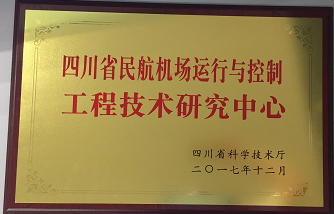 四川省民航机场运行与控制
工程技术研究中心
四川省科学技术厅
二〇一七年十二月